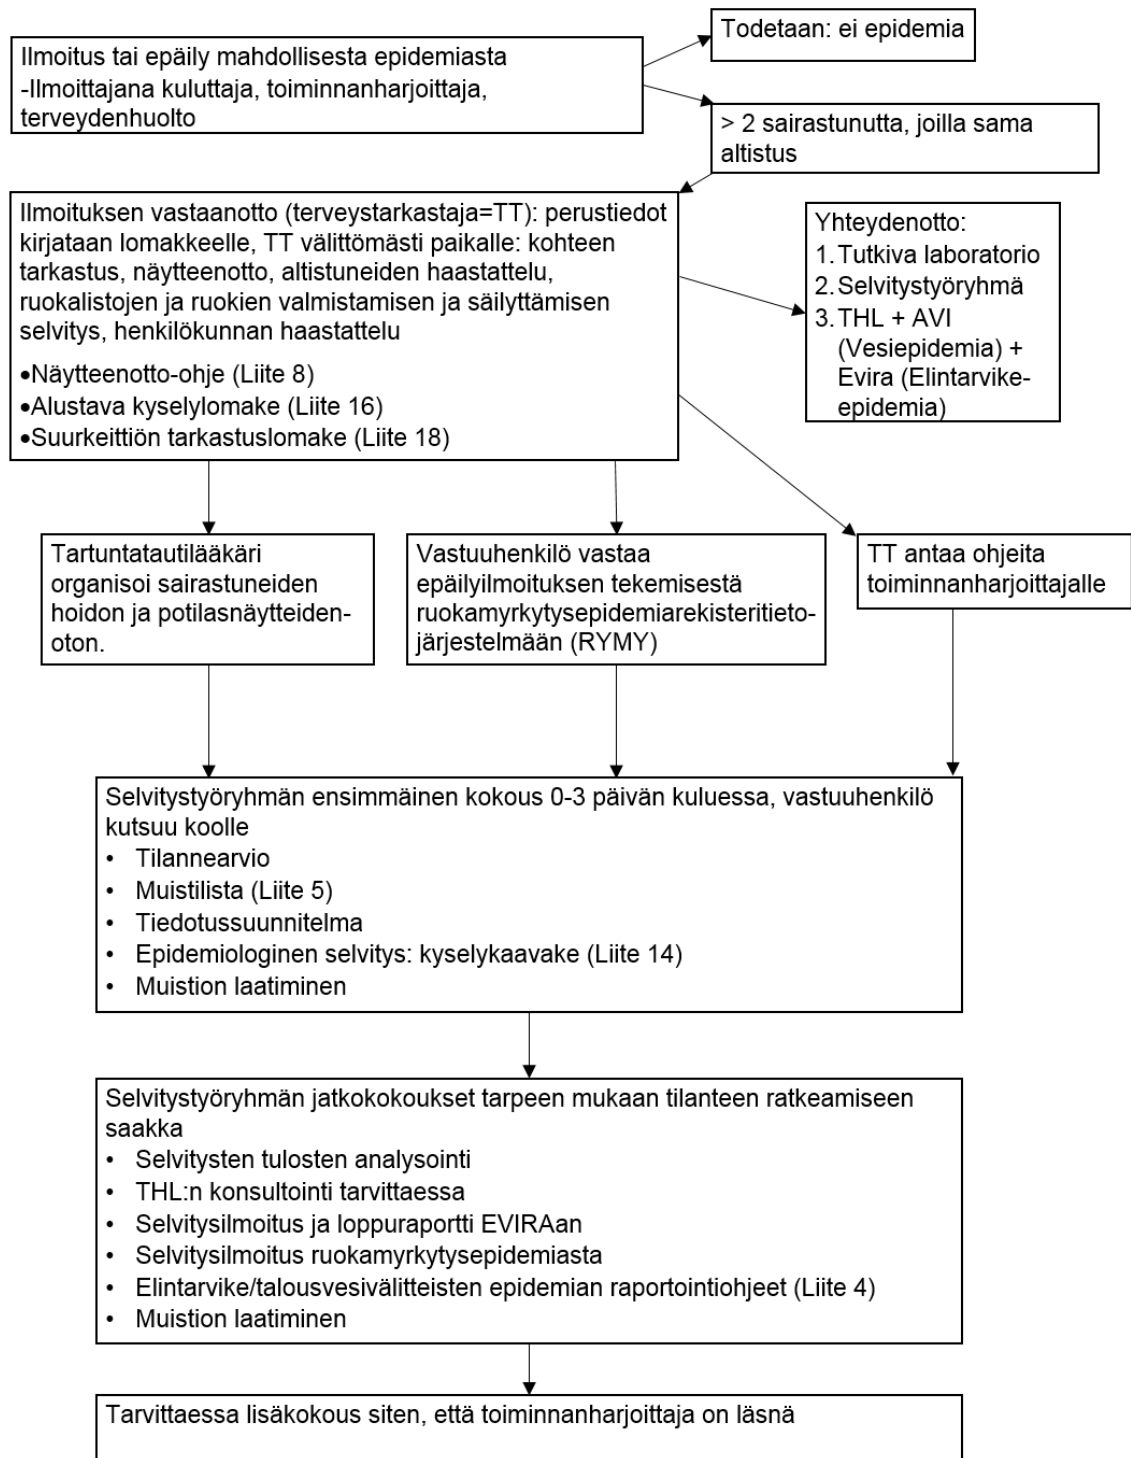 Ilmoitus tai epäily mahdollisesta epidemiasta
-Ilmoittajana kuluttaja, toiminnanharjoittaja,
terveydenhuolto
Todetaan: ei epidemia
> 2 sairastunutta, joilla sama
altistus
Ilmoituksen vastaanotto (terveystarkastaja=TT): perustiedot
kirjataan lomakkeelle, TT välittömästi paikalle: kohteen
tarkastus, näytteenotto, altistuneiden haastattelu,
ruokalistojen ja ruokien valmistamisen ja säilyttämisen
selvitys, henkilökunnan haastattelu
•Näytteenotto-ohje (Liite 8)
•Alustava kyselylomake (Liite 16)
•Suurkeittiön tarkastuslomake (Liite 18)
Yhteydenotto:
1. Tutkiva laboratorio
2. Selvitystyöryhmä
3. THL + AVI
(Vesiepidemia) +
Evira (Elintarvike-
epidemia)
Tartuntatautilääkäri
organisoi sairastuneiden
hoidon ja potilasnäytteiden-
oton.
Vastuuhenkilö vastaa
epäilyilmoituksen tekemisestä
ruokamyrkytysepidemiarekisteritieto-
järjestelmään (RYMY)
TT antaa ohjeita
toiminnanharjoittajalle
Selvitystyöryhmän ensimmäinen kokous 0-3 päivän kuluessa, vastuuhenkilö
kutsuu koolle
• Tilannearvio
• Muistilista (Liite 5)
• Tiedotussuunnitelma
• Epidemiologinen selvitys: kyselykaavake (Liite 14)
• Muistion laatiminen
Selvitystyöryhmän jatkokokoukset tarpeen mukaan tilanteen ratkeamiseen
saakka
• Selvitysten tulosten analysointi
• THL:n konsultointi tarvittaessa
• Selvitysilmoitus ja loppuraportti EVIRAan
• Selvitysilmoitus ruokamyrkytysepidemiasta
• Elintarvike/talousvesivälitteisten epidemian raportointiohjeet (Liite 4)
• Muistion laatiminen
Tarvittaessa lisäkokous siten, että toiminnanharjoittaja on läsnä